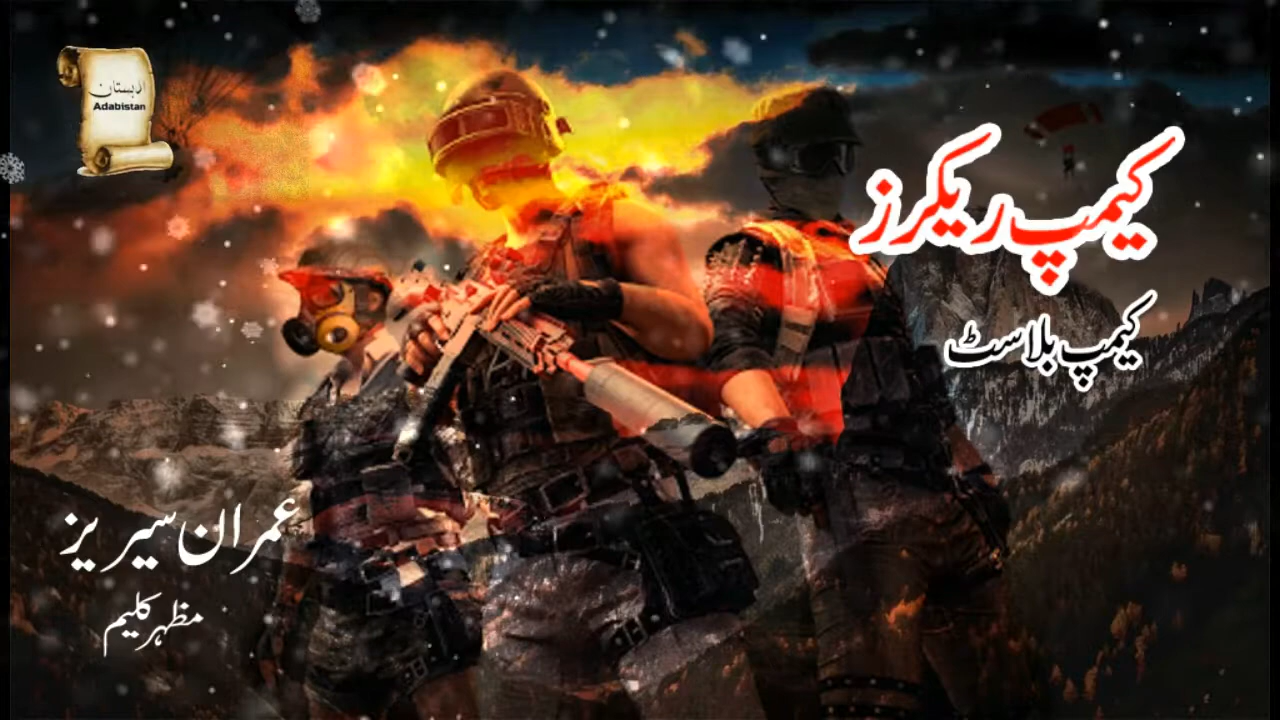 ادبستان
Adabistan
کیمپ ریکرز
کیمپ بلاسٹ
عمران سیریز
مظہر کلیم